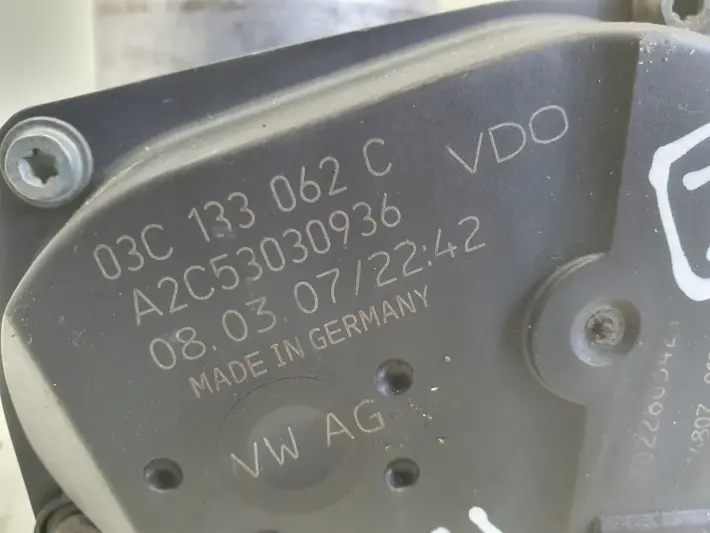 03C 133 062 C VDO
A2C53030936
08.03.07/22:42
MADE IN GERMANY
VW AG